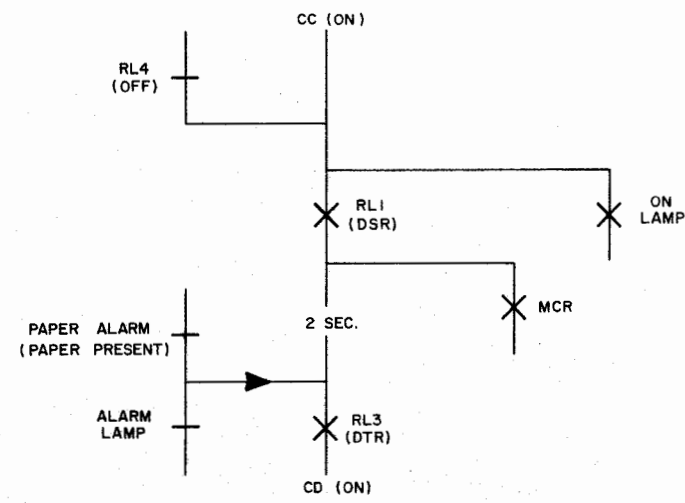 CC (ON)
RL4
(OFF)
RL1
(DSR)
ON
LAMP
MCR
2 SEC.
PAPER ALARM
(PAPER PRESENT)
ALARM
LAMP
RL3
(DTR)
CD (ON)